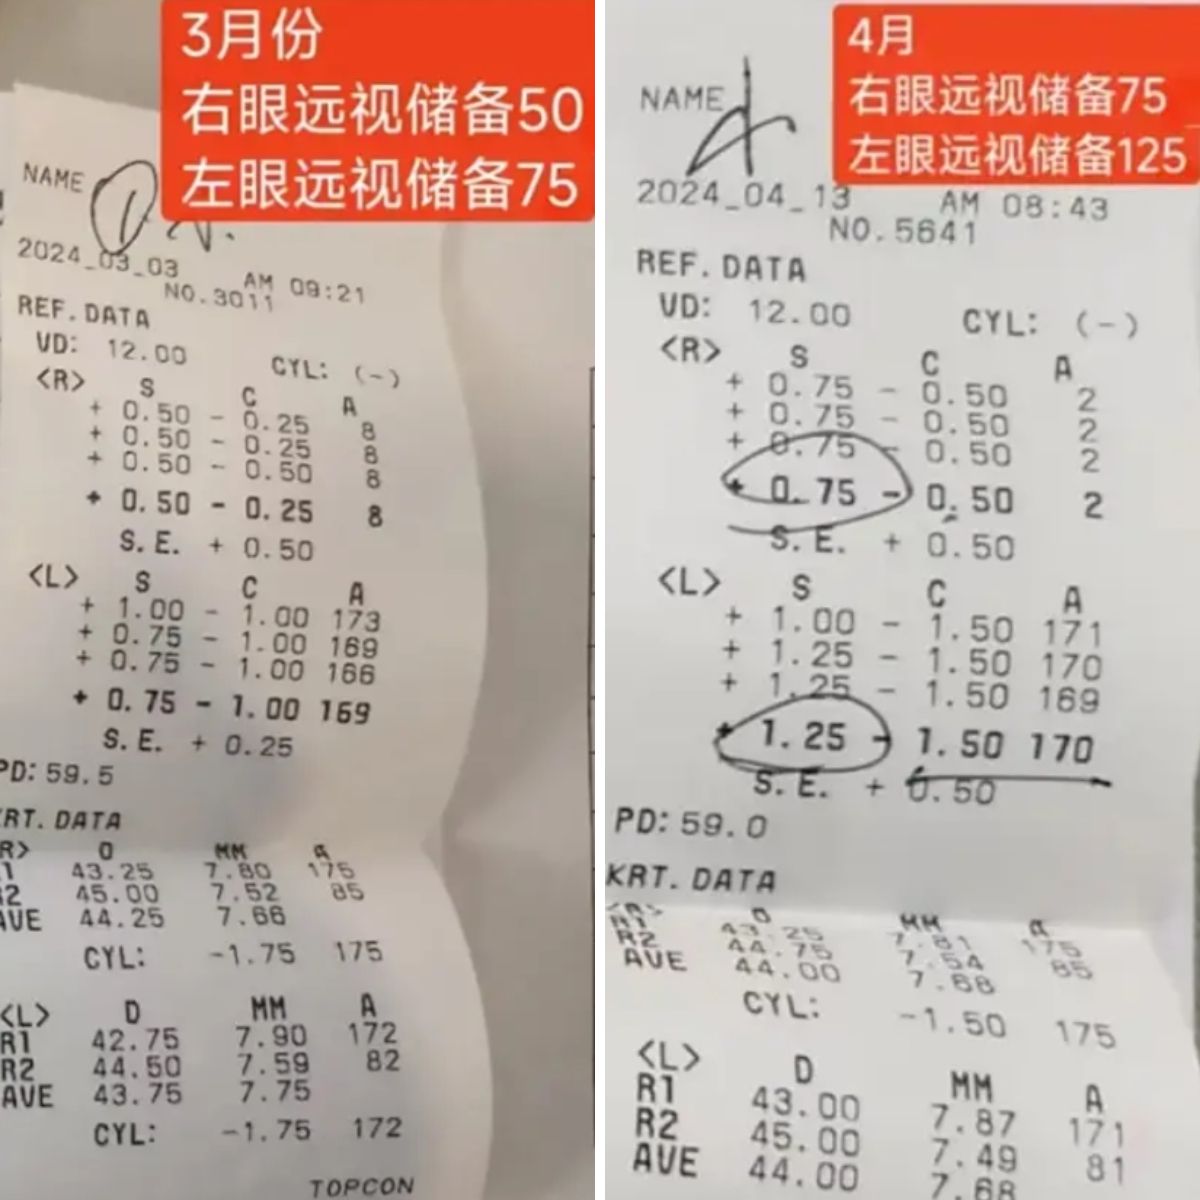 3月份
右眼远视储备50
左眼远视储备75
NAME
2024_03_03 AM 09:21
NO.3011
REF.DATA
VD: 12.00 CYL: (-)
<R> S C A
+ 0.50 - 0.25 8
+ 0.50 - 0.25 8
+ 0.50 - 0.50 8
+ 0.50 - 0.25 8
S.E. + 0.50
<L> S C A
+ 1.00 - 1.00 173
+ 0.75 - 1.00 169
+ 0.75 - 1.00 166
+ 0.75 - 1.00 169
S.E. + 0.25
PD: 59.5
KRT. DATA
<R> D MM A
R1 43.25 7.80 175
R2 45.00 7.52 85
AVE 44.25 7.66
CYL: -1.75 175
<L> D MM A
R1 42.75 7.90 172
R2 44.50 7.59 82
AVE 43.75 7.75
CYL: -1.75 172
TOPCON
4月
右眼远视储备75
左眼远视储备125
NAME
2024_04_13 AM 08:43
NO.5641
REF.DATA
VD: 12.00 CYL: (-)
<R> S C A
+ 0.75 - 0.50 2
+ 0.75 - 0.50 2
+ 0.75 - 0.50 2
+ 0.75 - 0.50 2
S.E. + 0.50
<L> S C A
+ 1.00 - 1.50 171
+ 1.25 - 1.50 170
+ 1.25 - 1.50 169
+ 1.25 - 1.50 170
S.E. + 0.50
PD: 59.0
KRT. DATA
<R> D MM A
R1 43.25 7.81 175
R2 44.75 7.54 85
AVE 44.00 7.68
CYL: -1.50 175
<L> D MM A
R1 43.00 7.87 171
R2 45.00 7.49 81
AVE 44.00 7.68